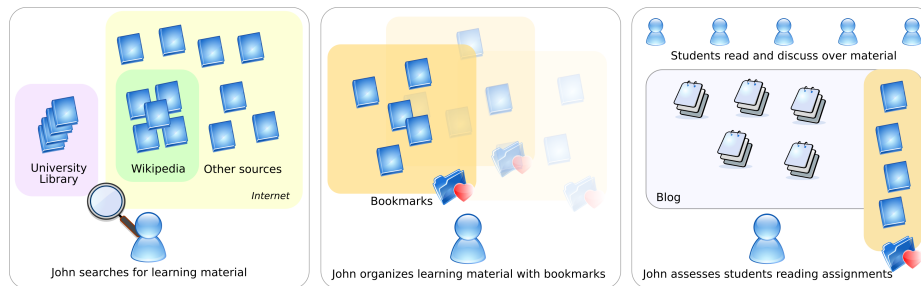 University
Library
Wikipedia
Other sources
Internet
John searches for learning material
Bookmarks
John organizes learning material with bookmarks
Students read and discuss over material
Blog
John assesses students reading assignments